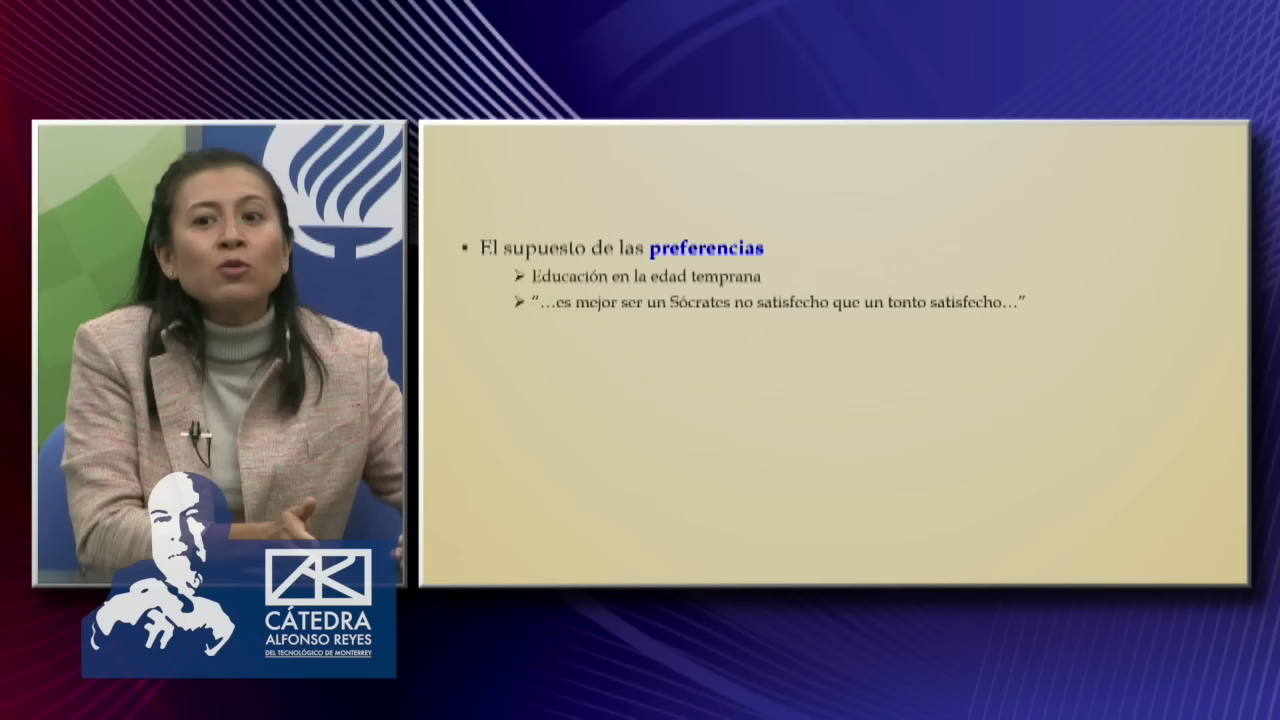 ▪ El supuesto de las preferencias
➢ Educación en la edad temprana
➢ “…es mejor ser un Sócrates no satisfecho que un tonto satisfecho…”
CÁTEDRA
ALFONSO REYES
DEL TECNOLÓGICO DE MONTERREY